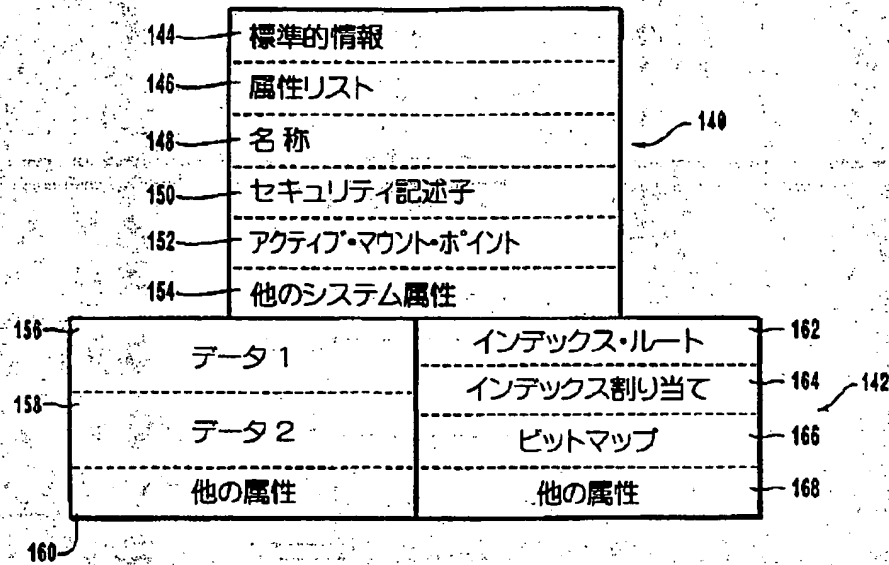 144 標準的情報
146 属性リスト
148 名称
140
150 セキュリティ記述子
152 アクティブ・マウント・ポイント
154 他のシステム属性
156 データ1
インデックス・ルート 162
インデックス割り当て 164
142
158 データ2
ビットマップ 166
他の属性
他の属性 168
160